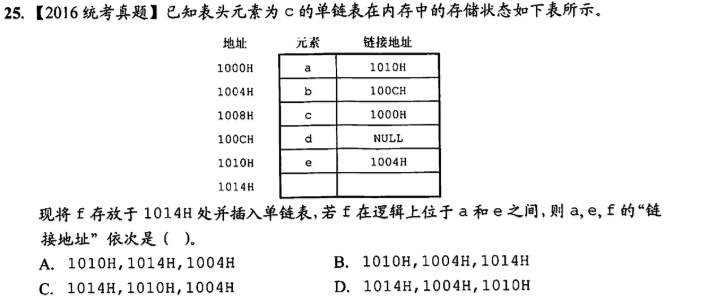 25. 【2016 统考真题】已知表头元素为 c 的单链表在内存中的存储状态如下表所示。
地址 元素 链接地址
1000H a 1010H
1004H b 100CH
1008H c 1000H
100CH d NULL
1010H e 1004H
1014H
现将 f 存放于 1014H 处并插入单链表,若 f 在逻辑上位于 a 和 e 之间,则 a, e, f 的“链
接地址”依次是 ( )。
A. 1010H, 1014H, 1004H B. 1010H, 1004H, 1014H
C. 1014H, 1010H, 1004H D. 1014H, 1004H, 1010H